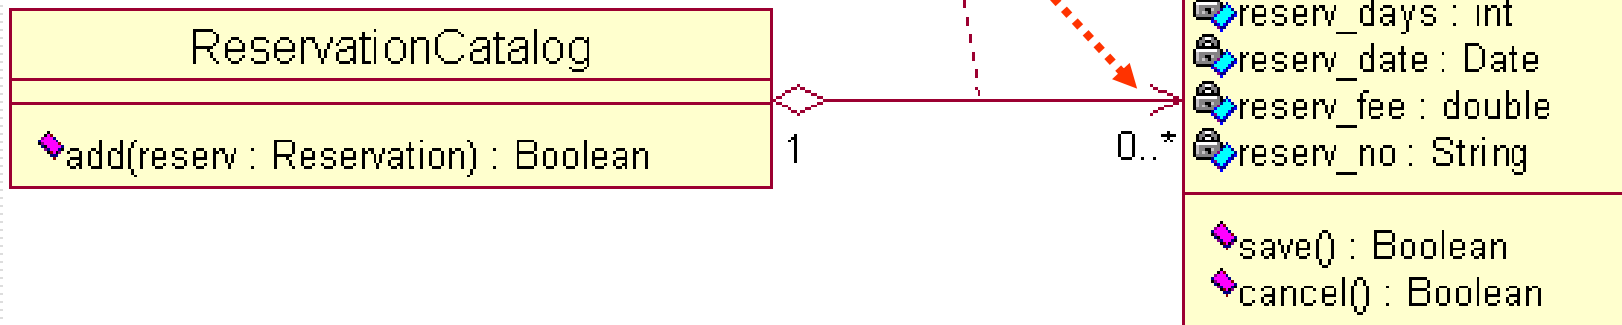 ReservationCatalog
add(reserv : Reservation) : Boolean
1
0..*
reserv_days : int
reserv_date : Date
reserv_fee : double
reserv_no : String
save() : Boolean
cancel() : Boolean